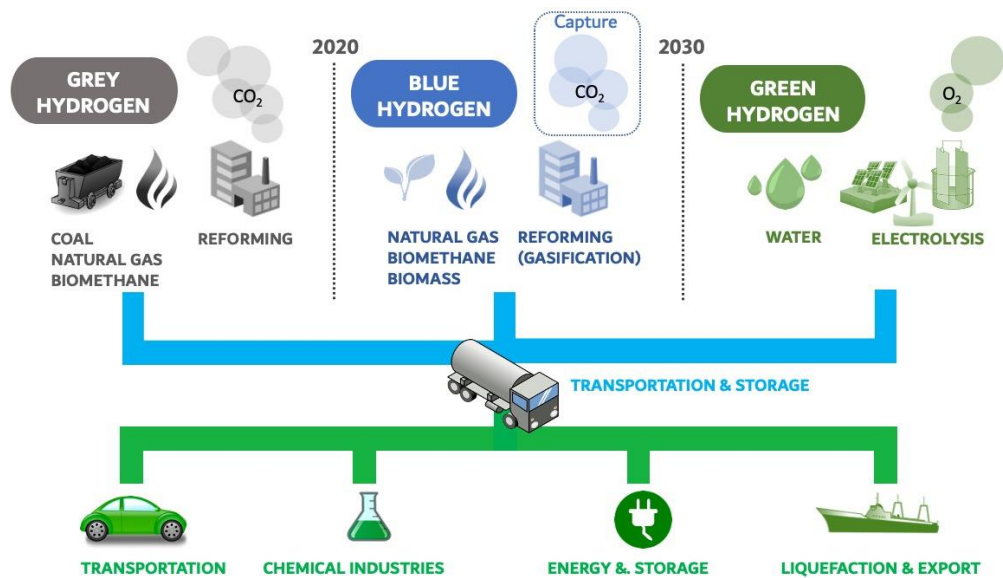 2020
2030
Capture
GREY
HYDROGEN
CO₂
BLUE
HYDROGEN
CO₂
GREEN
HYDROGEN
O₂
COAL
NATURAL GAS
BIOMETHANE
REFORMING
NATURAL GAS
BIOMETHANE
BIOMASS
REFORMING
(GASIFICATION)
WATER
ELECTROLYSIS
TRANSPORTATION & STORAGE
TRANSPORTATION
CHEMICAL INDUSTRIES
ENERGY &. STORAGE
LIQUEFACTION & EXPORT